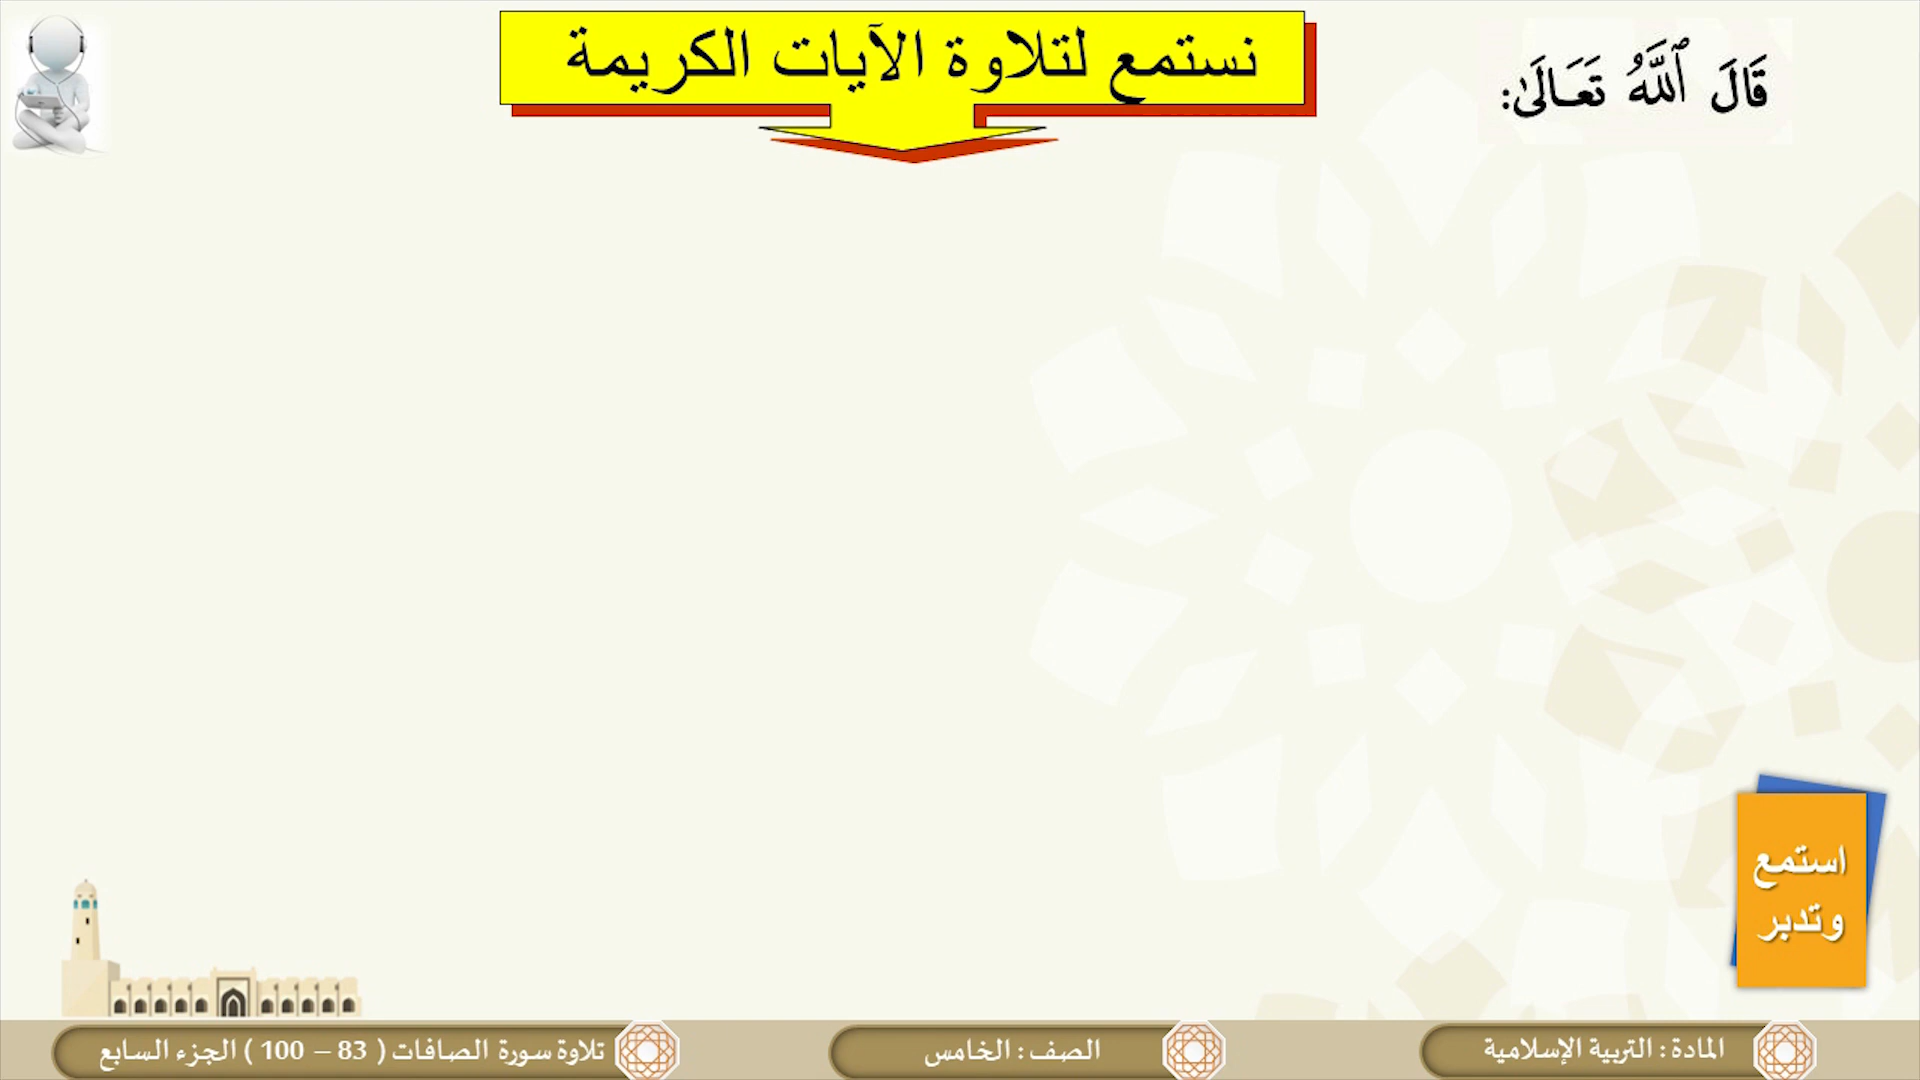 نستمع لتلاوة الآيات الكريمة
قَالَ ٱللَّهُ تَعَـالَىٰ:
استمع
وتدبر
المادة : التربية الإسلامية
الصف : الخامس
تلاوة سورة الصافات ( 83 – 100 ) الجزء السابع